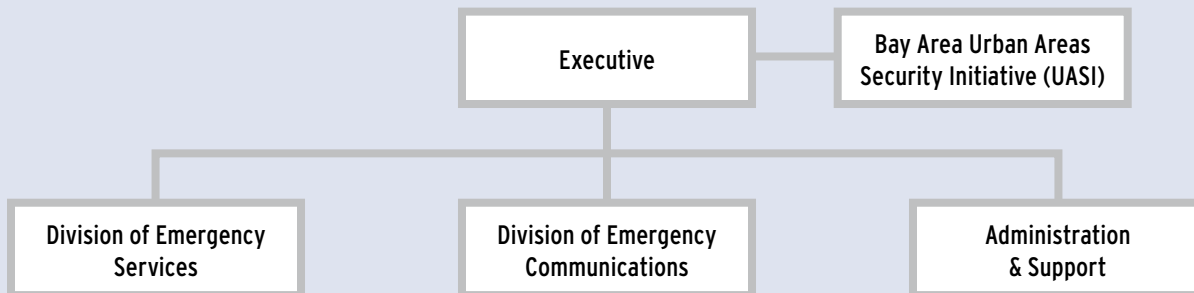 Executive
Bay Area Urban Areas
Security Initiative (UASI)
Division of Emergency
Services
Division of Emergency
Communications
Administration
& Support